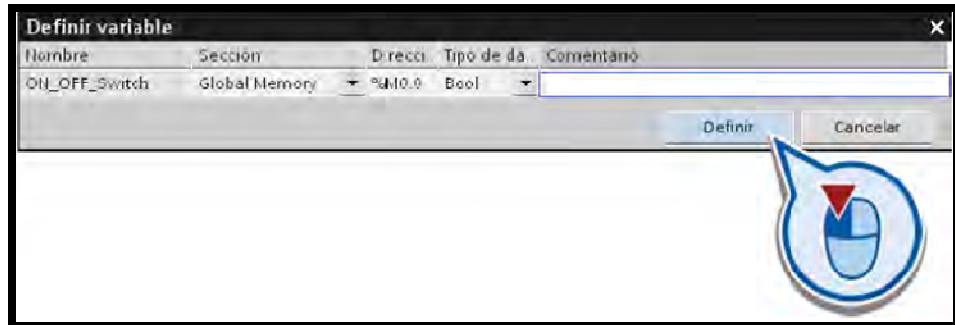 Definir variable
Nombre Sección Direcci. Tipo de da. Comentario
ON_OFF_Switch Global Memory %M0.0 Bool
Definir Cancelar